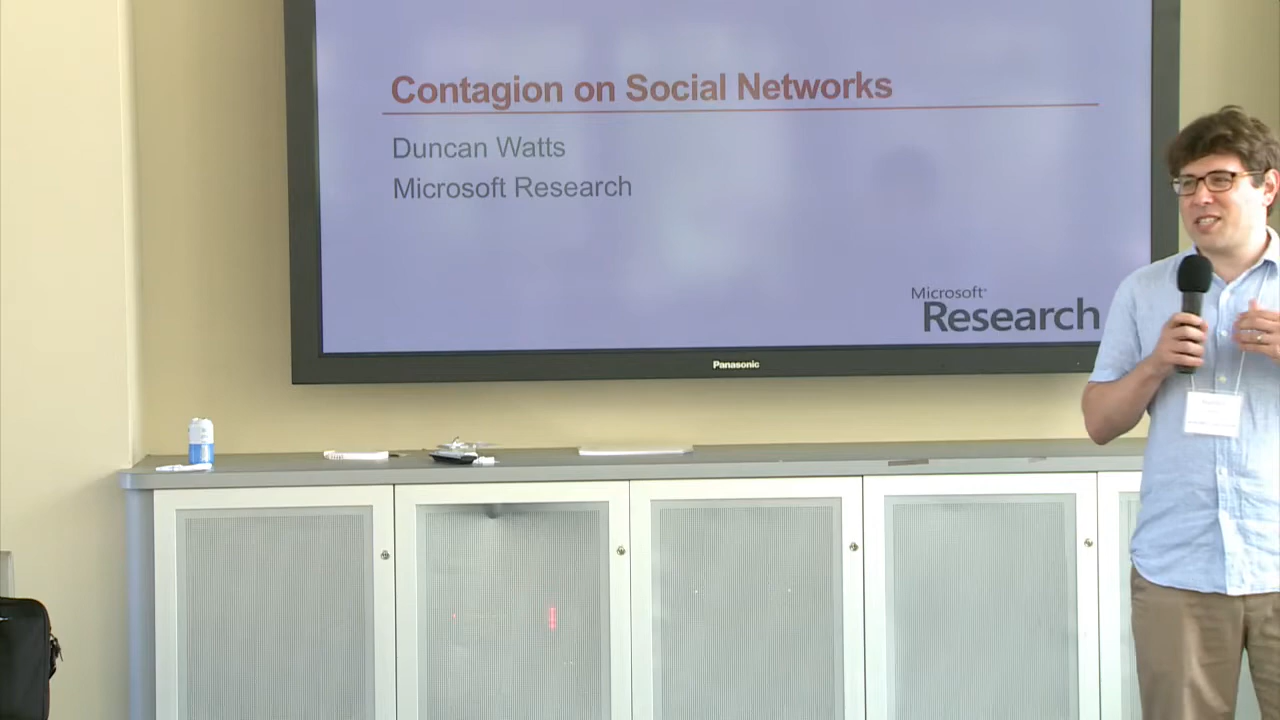 Contagion on Social Networks
Duncan Watts
Microsoft Research
Microsoft
Research
Panasonic